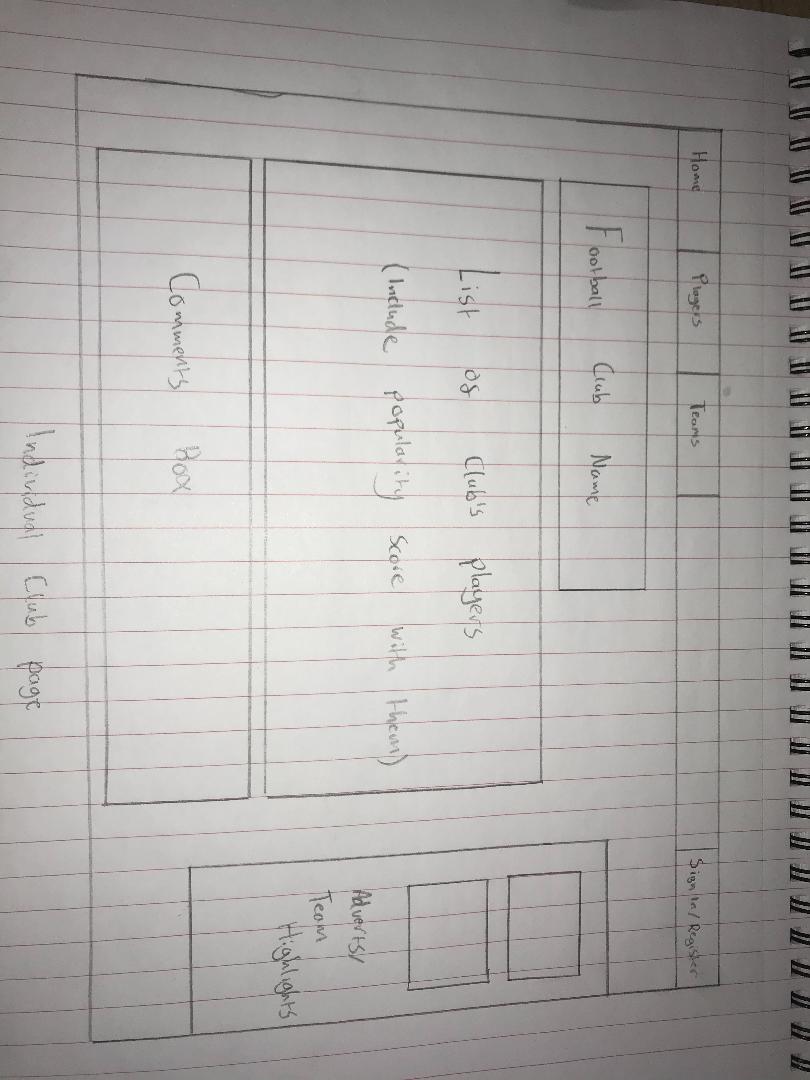 Home
Players
Teams
Sign In/Register
Football Club Name
List of Club's players
(Include popularity score with them)
Adverts/
Team
Highlights
Comments Box
Individual Club page